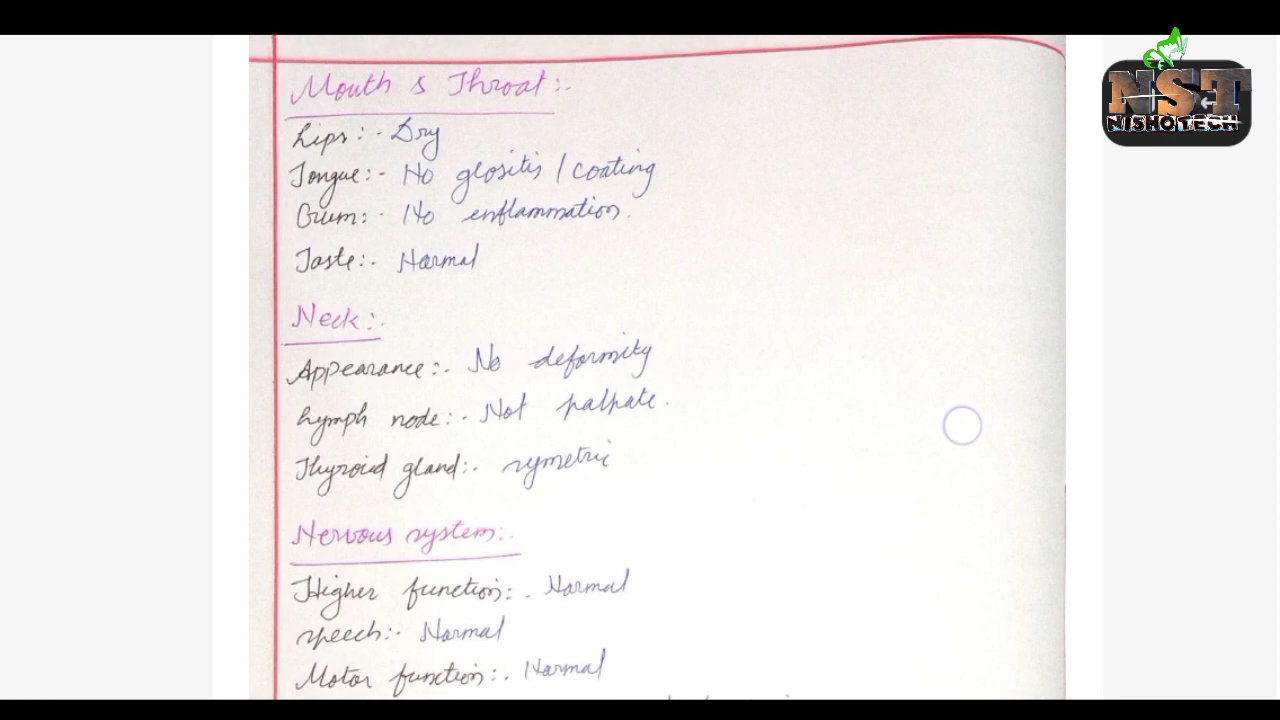 Mouth & Throat:-
Lips:- Dry
Tongue:- No glositis / coating
Gum:- No enflammation.
Taste:- Normal
Neck:-
Appearance:- No deformity
Lymph node:- Not palpate.
Thyroid gland:- symetric
Nervous system:-
Higher function:- Normal
speech:- Normal
Motor function:- Normal
NST
NISHOTECH